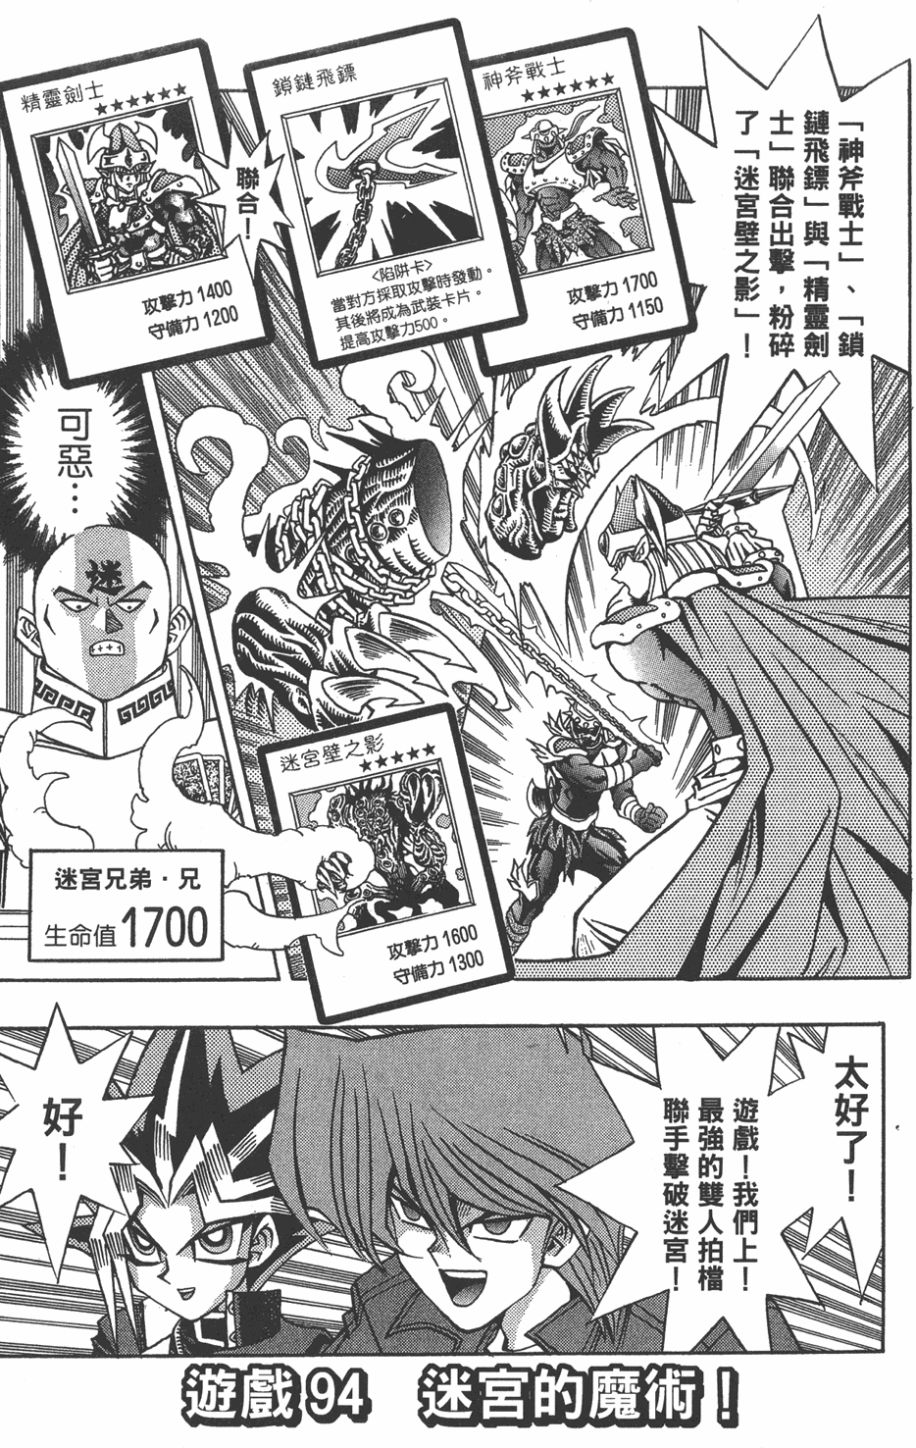 「神斧戰士」、「鎖
鏈飛鏢」與「精靈劍
士」聯合出擊，粉碎
了「迷宮壁之影」！
神斧戰士
★★★★★★
攻擊力 1700
守備力 1150
鎖鏈飛鏢
<陷阱卡>
當對方採取攻擊時發動。
其後將成為武裝卡片。
提高攻擊力500。
聯合！
精靈劍士
★★★★★★
攻擊力 1400
守備力 1200
可惡…
迷
迷宮壁之影
★★★★★
攻擊力 1600
守備力 1300
迷宮兄弟．兄
生命值 1700
太好了！
遊戲！我們上！
最強的雙人拍檔
聯手擊破迷宮！
好！
遊戲 94　迷宮的魔術！